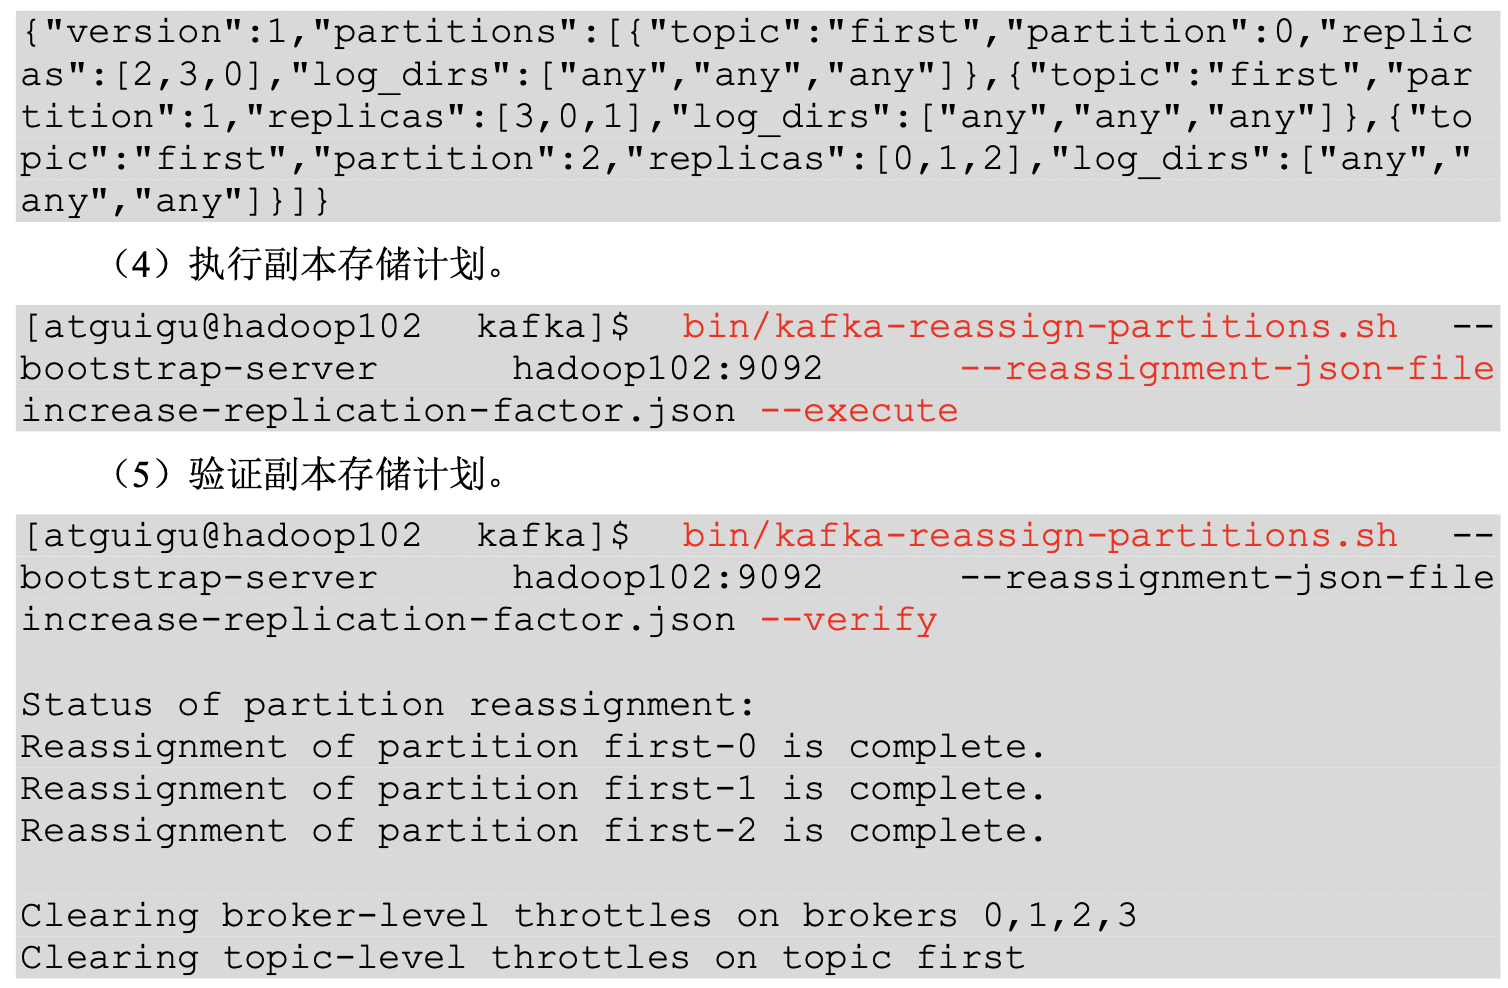 {"version":1,"partitions":[{"topic":"first","partition":0,"replic
as":[2,3,0],"log_dirs":["any","any","any"]},{"topic":"first","par
tition":1,"replicas":[3,0,1],"log_dirs":["any","any","any"]},{"to
pic":"first","partition":2,"replicas":[0,1,2],"log_dirs":["any","
any","any"]}]}
（4）执行副本存储计划。
[atguigu@hadoop102 kafka]$ bin/kafka-reassign-partitions.sh --
bootstrap-server hadoop102:9092 --reassignment-json-file
increase-replication-factor.json --execute
（5）验证副本存储计划。
[atguigu@hadoop102 kafka]$ bin/kafka-reassign-partitions.sh --
bootstrap-server hadoop102:9092 --reassignment-json-file
increase-replication-factor.json --verify
Status of partition reassignment:
Reassignment of partition first-0 is complete.
Reassignment of partition first-1 is complete.
Reassignment of partition first-2 is complete.
Clearing broker-level throttles on brokers 0,1,2,3
Clearing topic-level throttles on topic first